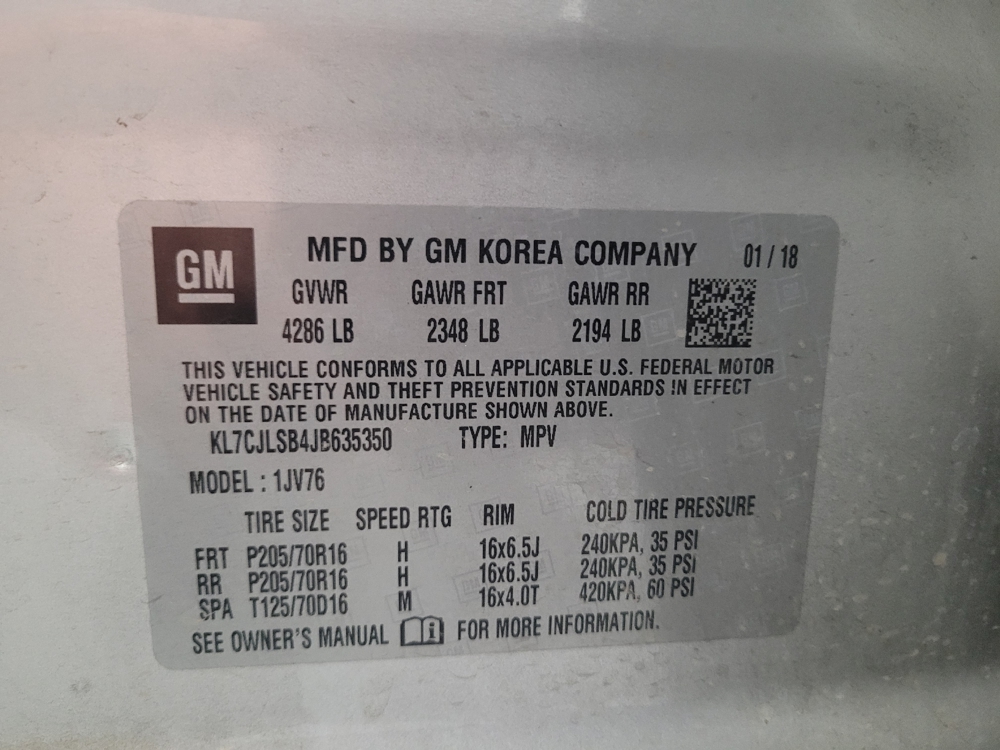 GM
MFD BY GM KOREA COMPANY 01 / 18
GVWR GAWR FRT GAWR RR
4286 LB 2348 LB 2194 LB
THIS VEHICLE CONFORMS TO ALL APPLICABLE U.S. FEDERAL MOTOR
VEHICLE SAFETY AND THEFT PREVENTION STANDARDS IN EFFECT
ON THE DATE OF MANUFACTURE SHOWN ABOVE.
KL7CJLSB4JB635350 TYPE: MPV
MODEL : 1JV76
TIRE SIZE SPEED RTG RIM COLD TIRE PRESSURE
FRT P205/70R16 H 16x6.5J 240KPA, 35 PSI
RR P205/70R16 H 16x6.5J 240KPA, 35 PSI
SPA T125/70D16 M 16x4.0T 420KPA, 60 PSI
SEE OWNER'S MANUAL FOR MORE INFORMATION.